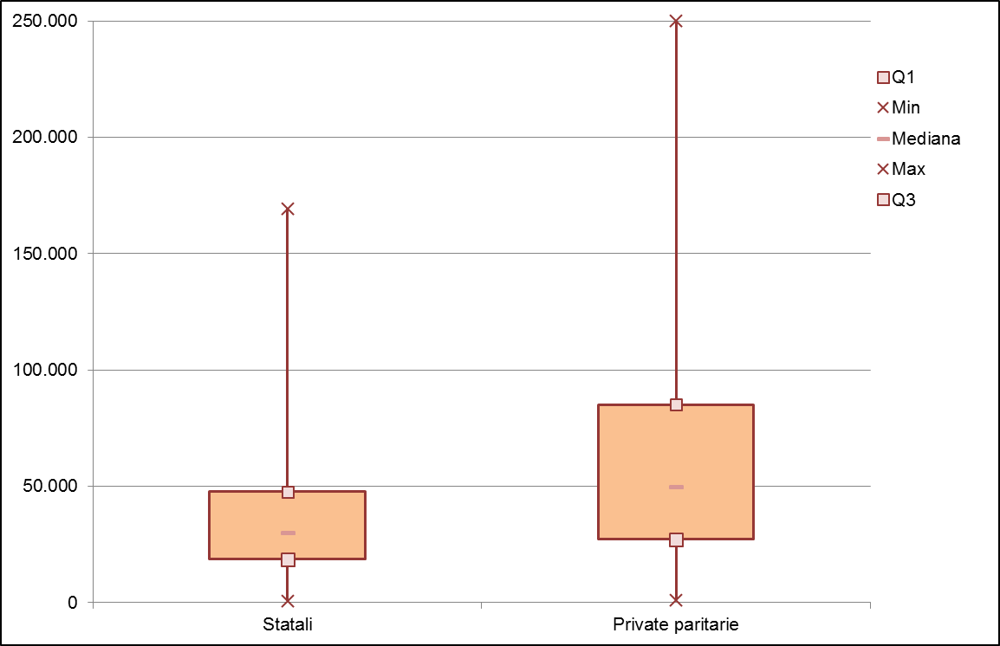 250.000
200.000
150.000
100.000
50.000
0
Statali
Private paritarie
Q1
Min
Mediana
Max
Q3